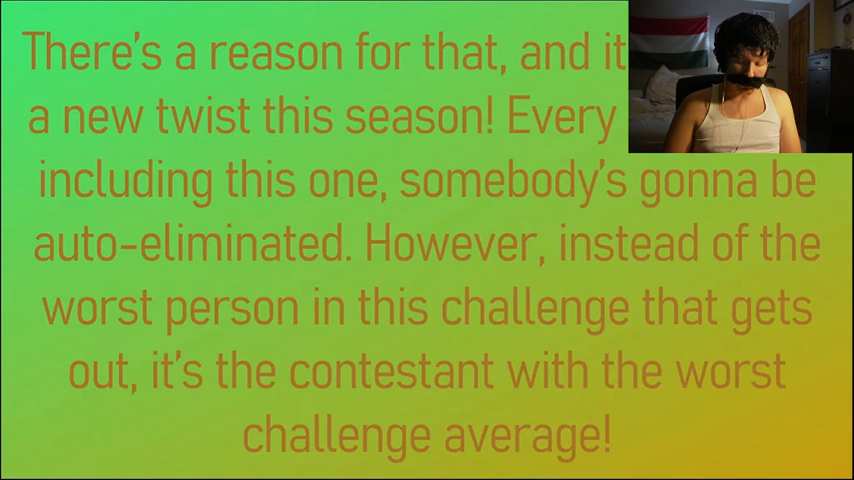 There's a reason for that, and it
a new twist this season! Every
including this one, somebody's gonna be
auto-eliminated. However, instead of the
worst person in this challenge that gets
out, it's the contestant with the worst
challenge average!